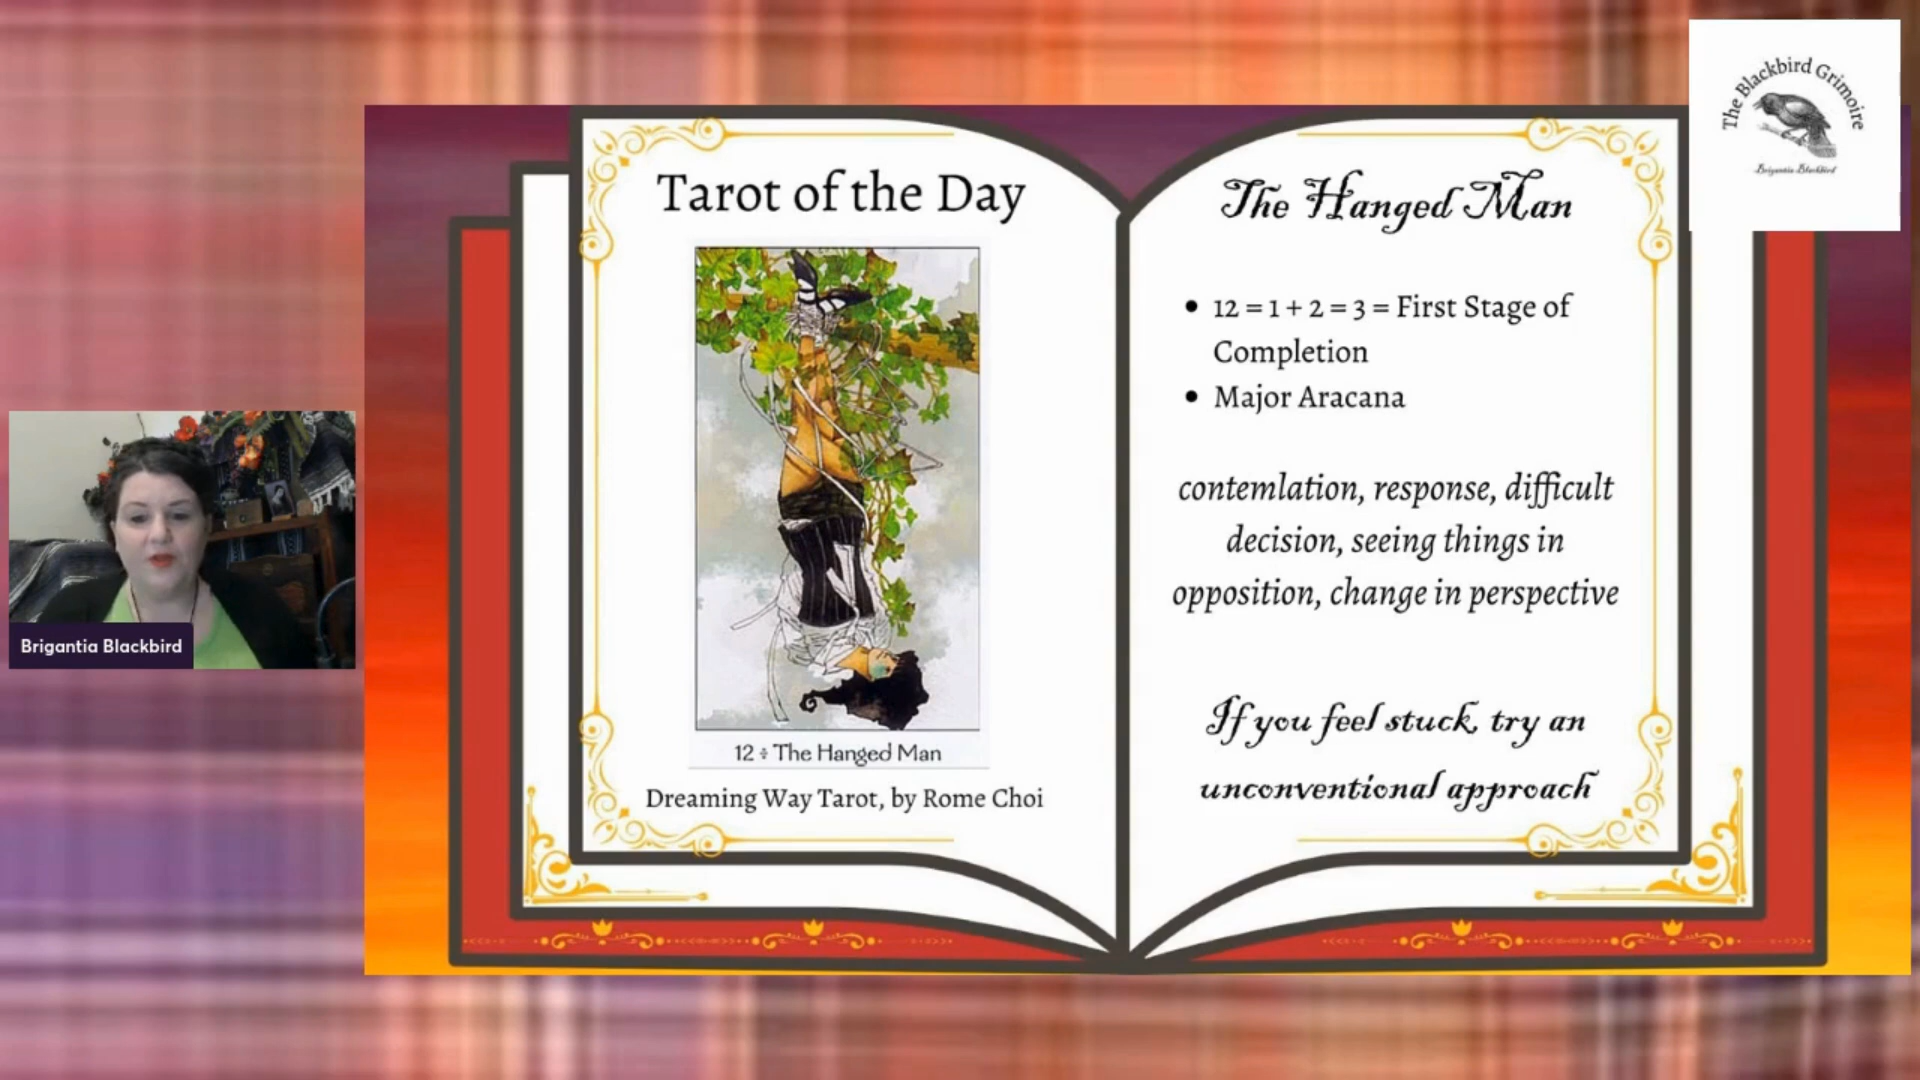 The Blackbird Grimoire
Brigantia Blackbird
Tarot of the Day
12 ÷ The Hanged Man
Dreaming Way Tarot, by Rome Choi
The Hanged Man
• 12 = 1 + 2 = 3 = First Stage of
Completion
• Major Aracana
contemlation, response, difficult
decision, seeing things in
opposition, change in perspective
If you feel stuck, try an
unconventional approach
Brigantia Blackbird